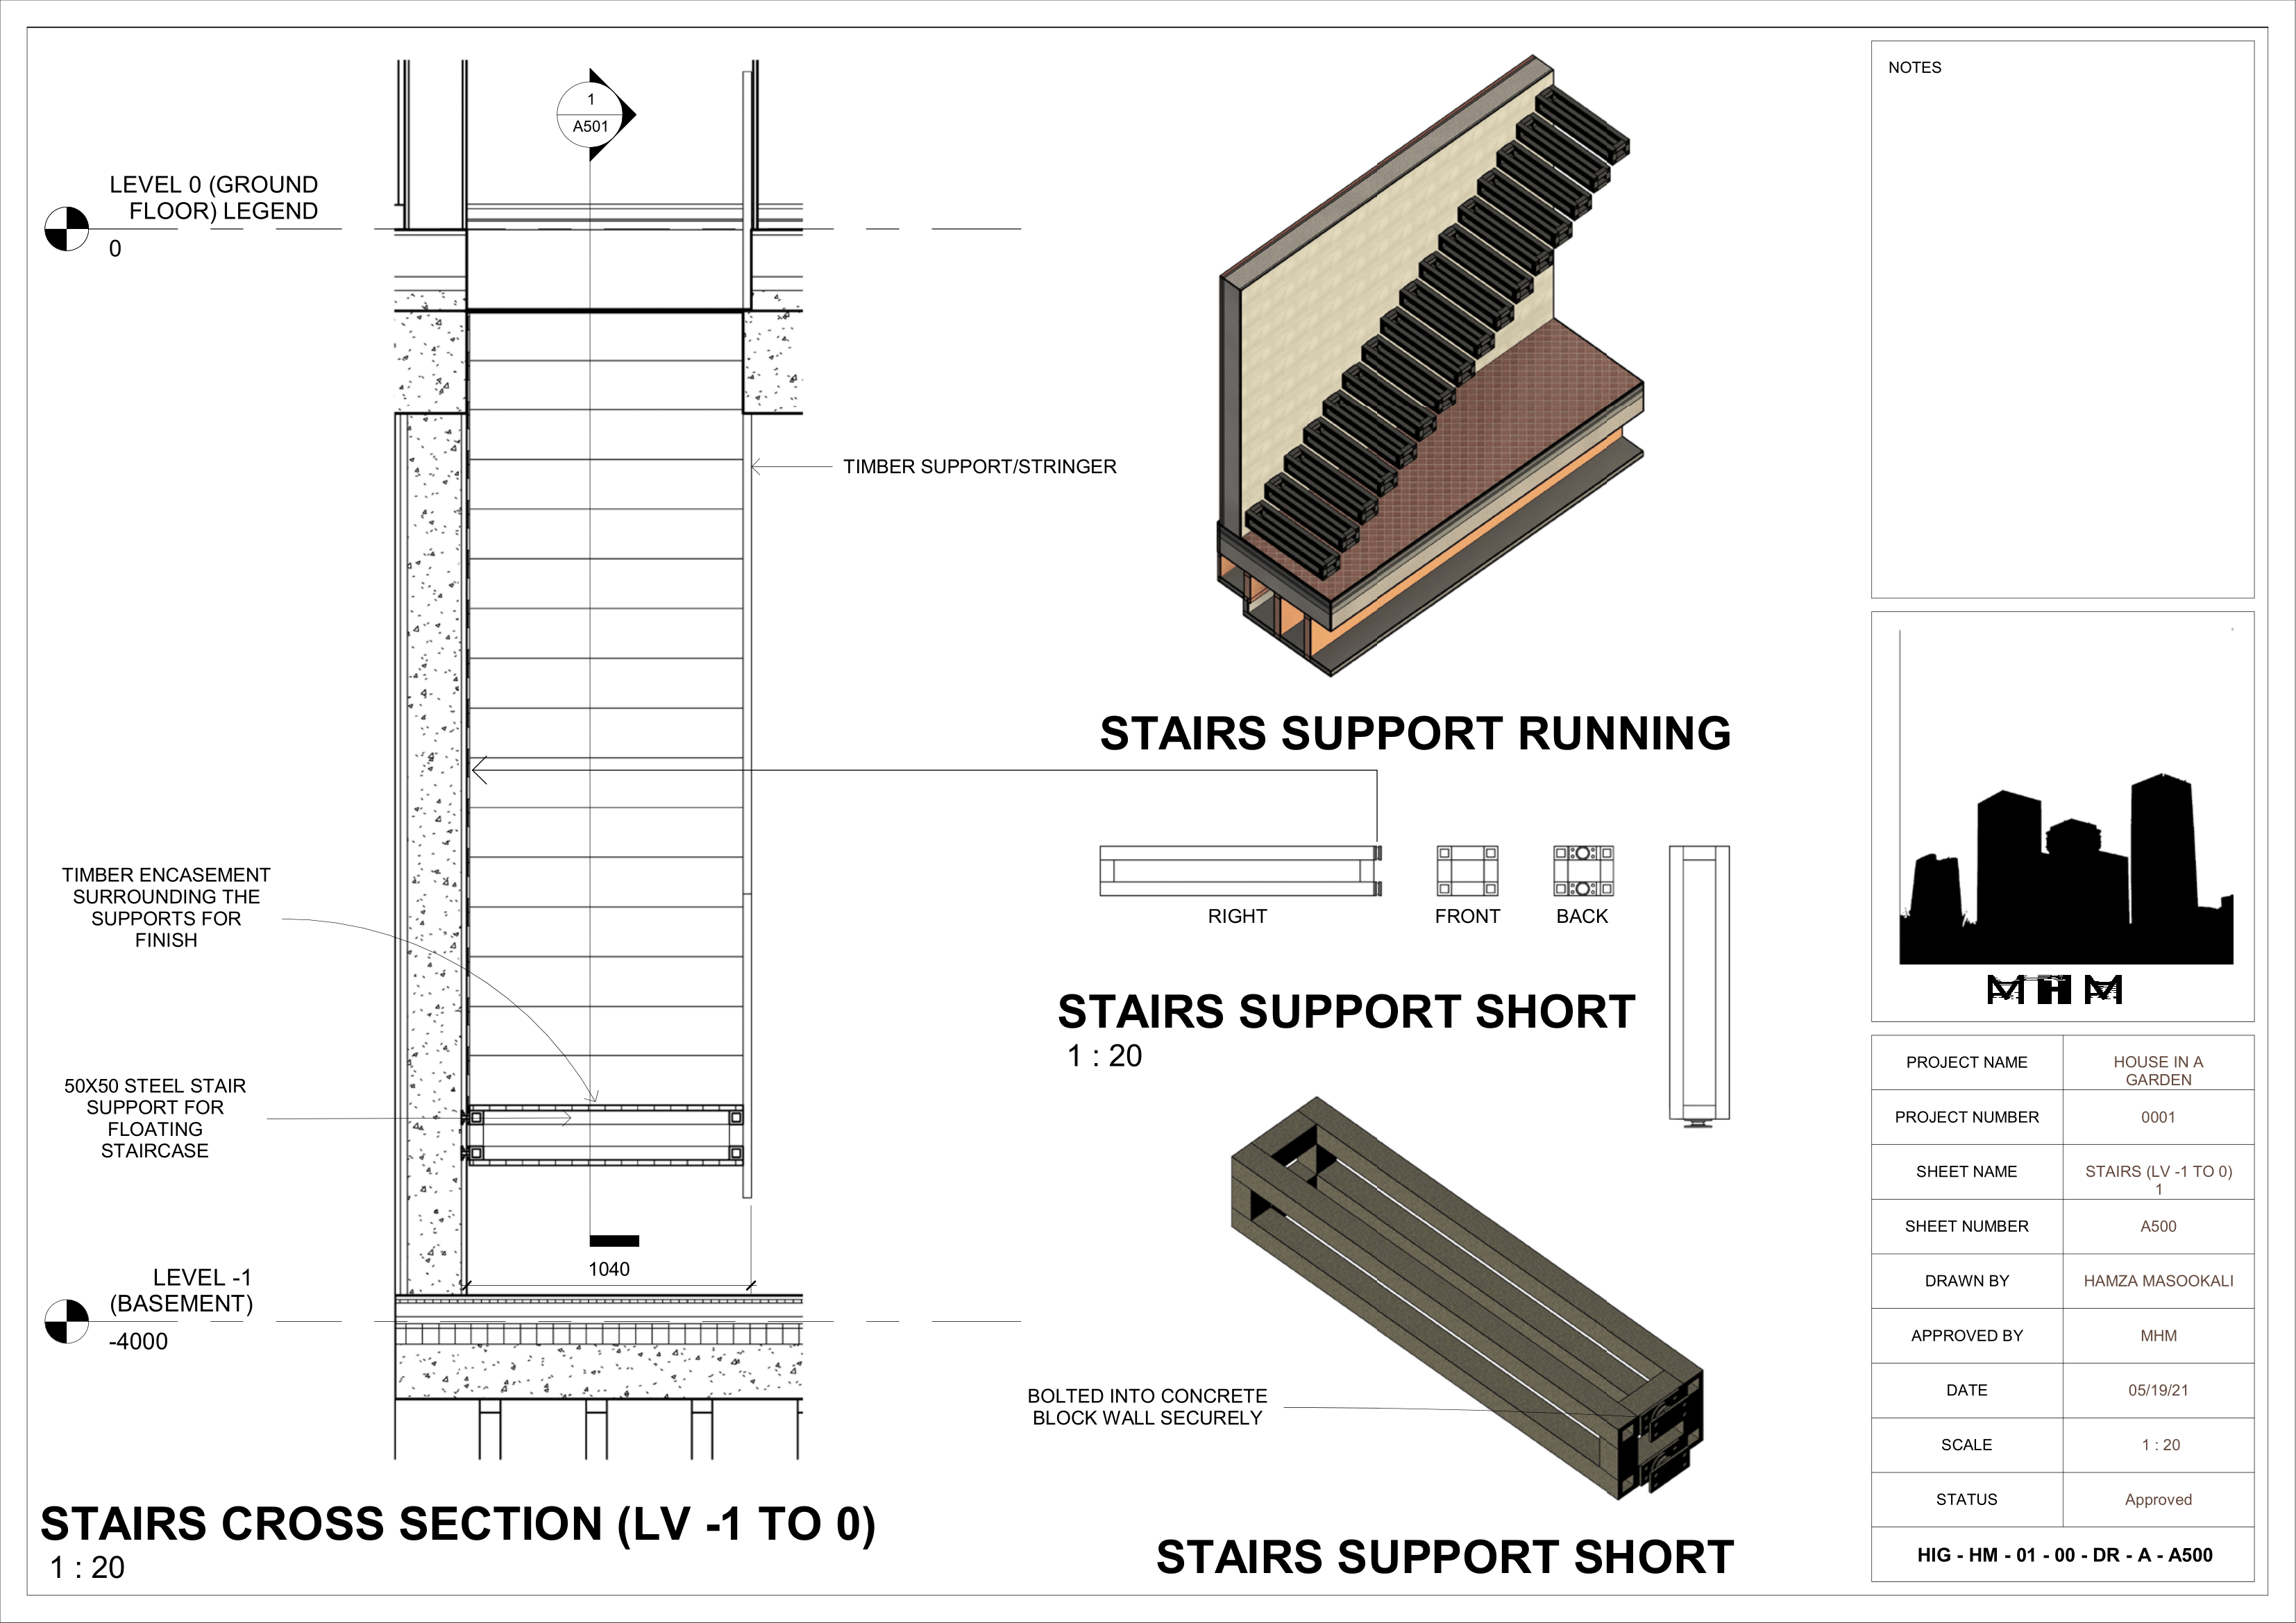 1
A501
LEVEL 0 (GROUND
FLOOR) LEGEND
0
TIMBER SUPPORT/STRINGER
TIMBER ENCASEMENT
SURROUNDING THE
SUPPORTS FOR
FINISH
50X50 STEEL STAIR
SUPPORT FOR
FLOATING
STAIRCASE
1040
LEVEL -1
(BASEMENT)
-4000
STAIRS CROSS SECTION (LV -1 TO 0)
1 : 20
STAIRS SUPPORT RUNNING
RIGHT
FRONT
BACK
STAIRS SUPPORT SHORT
1 : 20
BOLTED INTO CONCRETE
BLOCK WALL SECURELY
STAIRS SUPPORT SHORT
NOTES
MHM
PROJECT NAME
HOUSE IN A
GARDEN
PROJECT NUMBER
0001
SHEET NAME
STAIRS (LV -1 TO 0)
1
SHEET NUMBER
A500
DRAWN BY
HAMZA MASOOKALI
APPROVED BY
MHM
DATE
05/19/21
SCALE
1 : 20
STATUS
Approved
HIG - HM - 01 - 00 - DR - A - A500